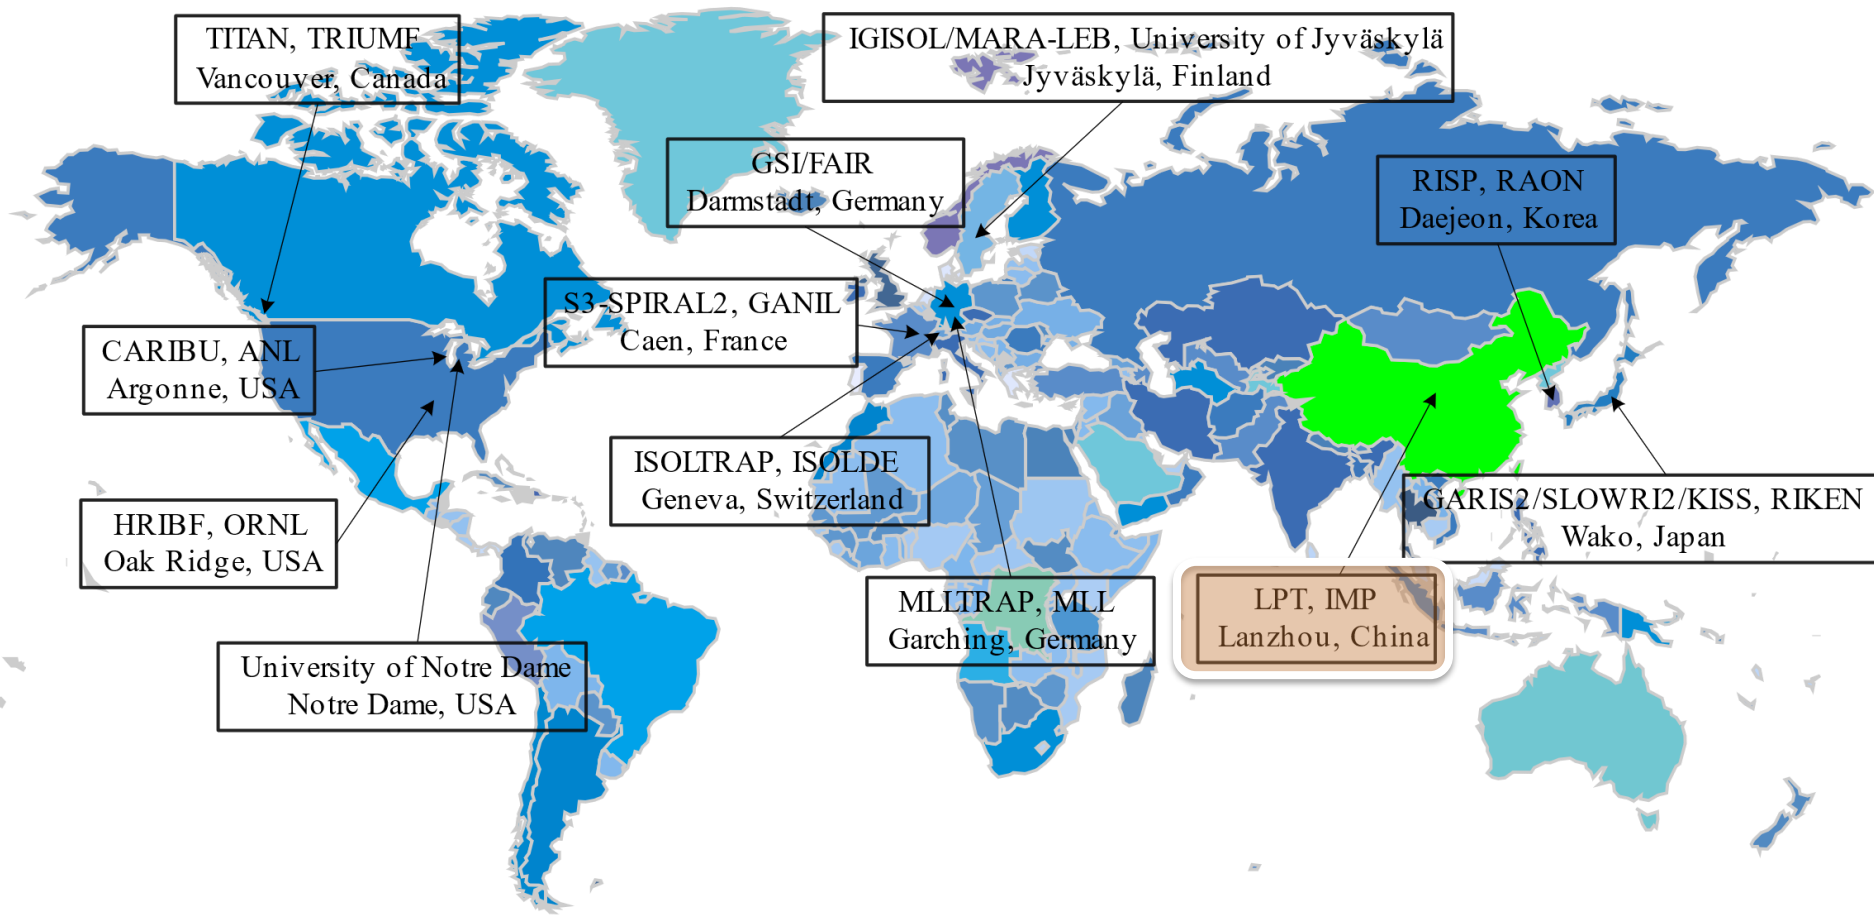 TITAN, TRIUMF
Vancouver, Canada
IGISOL/MARA-LEB, University of Jyväskylä
Jyväskylä, Finland
GSI/FAIR
Darmstadt, Germany
RISP, RAON
Daejeon, Korea
S3-SPIRAL2, GANIL
Caen, France
CARIBU, ANL
Argonne, USA
ISOLTRAP, ISOLDE
Geneva, Switzerland
GARIS2/SLOWRI2/KISS, RIKEN
Wako, Japan
HRIBF, ORNL
Oak Ridge, USA
MLLTRAP, MLL
Garching, Germany
LPT, IMP
Lanzhou, China
University of Notre Dame
Notre Dame, USA